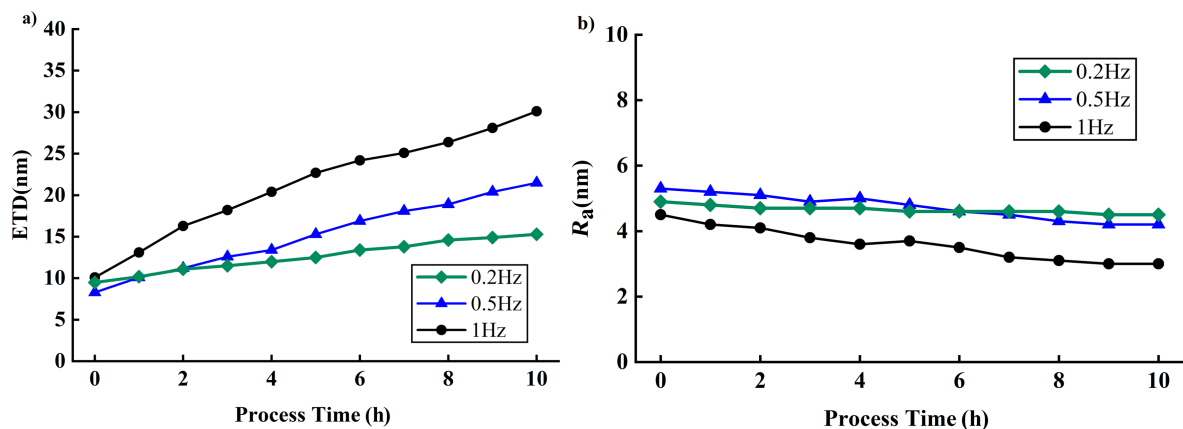 a)
ETD(nm)
40
35
30
25
20
15
10
5
0
0 2 4 6 8 10
Process Time (h)
0.2Hz
0.5Hz
1Hz
b)
Ra(nm)
10
8
6
4
2
0
0 2 4 6 8 10
Process Time (h)
0.2Hz
0.5Hz
1Hz